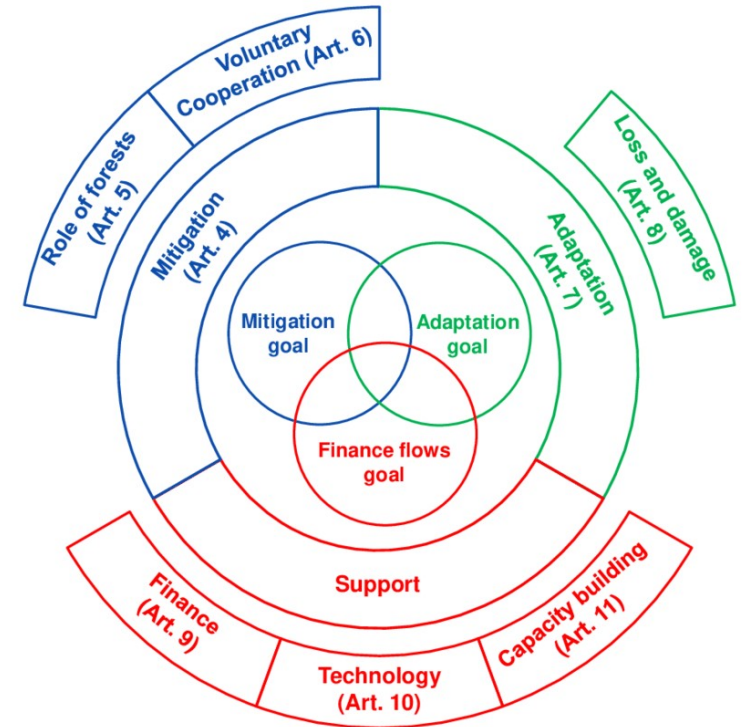 Voluntary
Cooperation (Art. 6)
Role of forests
(Art. 5)
Mitigation
(Art. 4)
Loss and damage
(Art. 8)
Adaptation
(Art. 7)
Mitigation
goal
Adaptation
goal
Finance flows
goal
Support
Finance
(Art. 9)
Technology
(Art. 10)
Capacity building
(Art. 11)